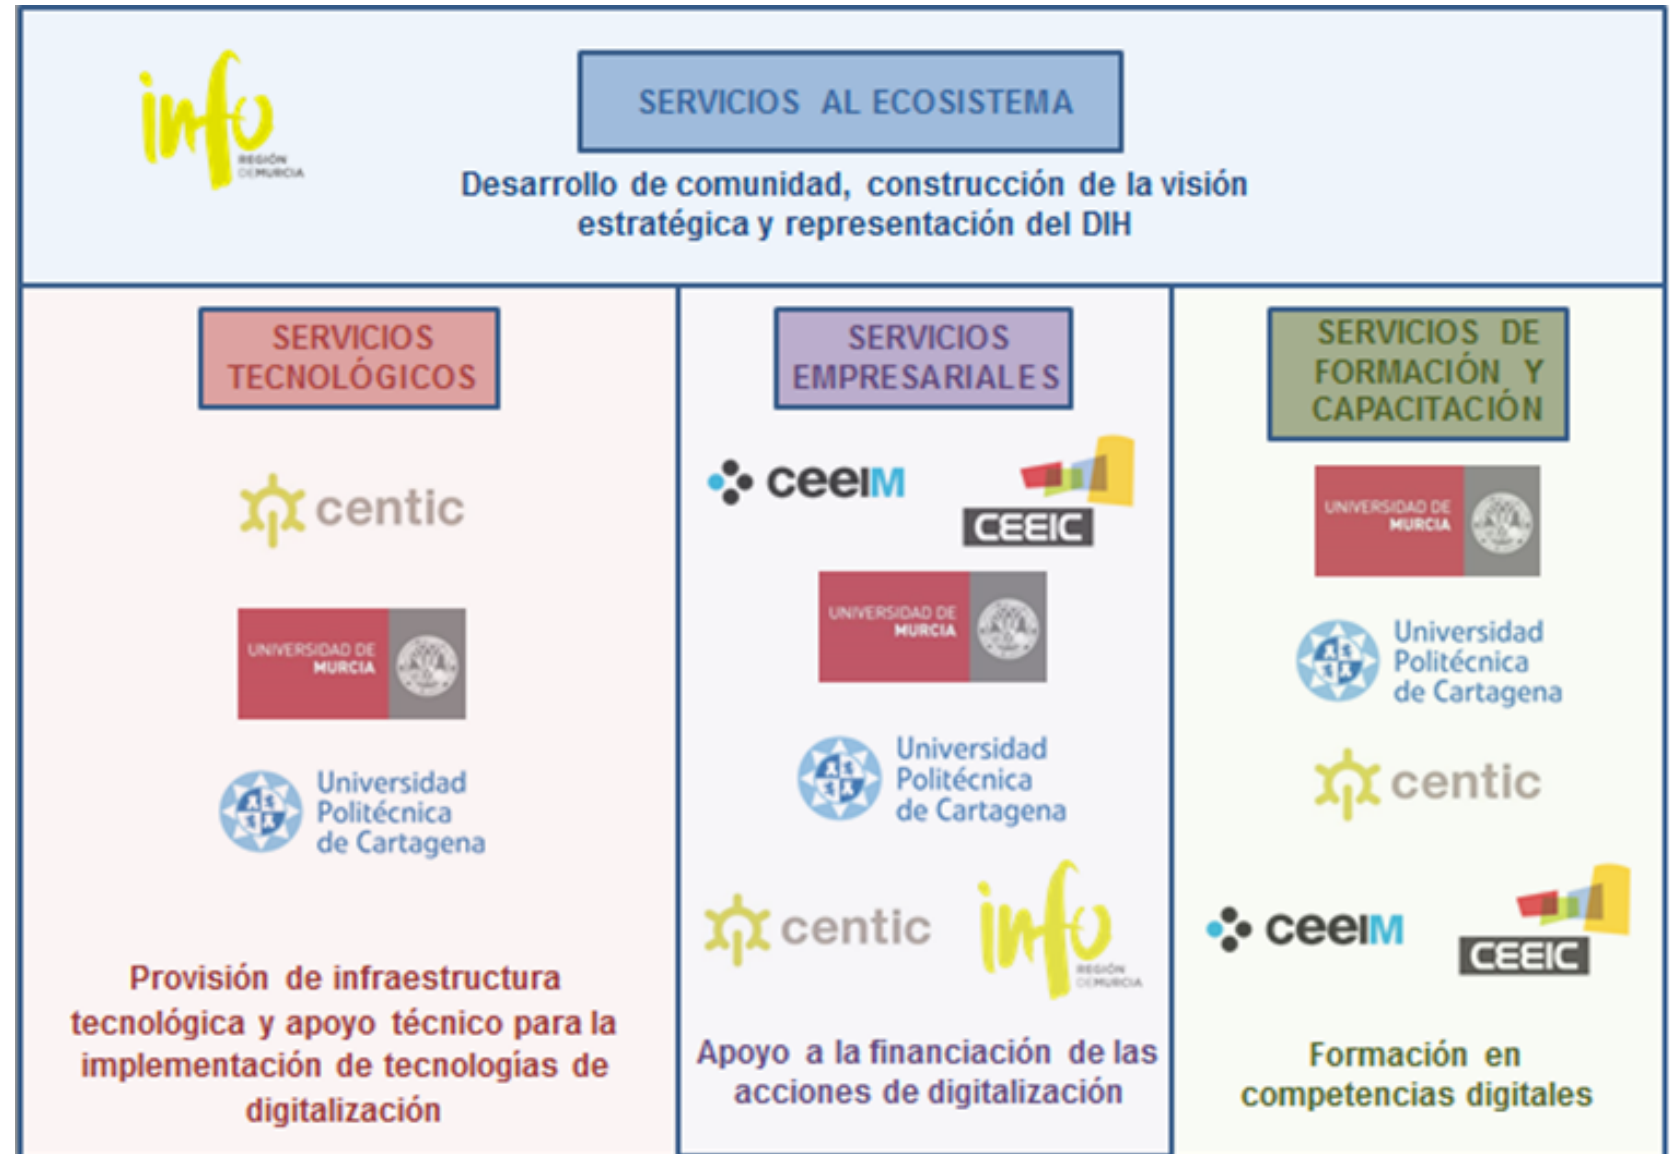 info
REGIÓN
DEMURCIA
SERVICIOS AL ECOSISTEMA
Desarrollo de comunidad, construcción de la visión
estratégica y representación del DIH
SERVICIOS
TECNOLÓGICOS
centic
UNIVERSIDAD DE
MURCIA
Universidad
Politécnica
de Cartagena
Provisión de infraestructura
tecnológica y apoyo técnico para la
implementación de tecnologías de
digitalización
SERVICIOS
EMPRESARIALES
CEEIM
CEEIC
UNIVERSIDAD DE
MURCIA
Universidad
Politécnica
de Cartagena
centic
info
REGIÓN
DEMURCIA
Apoyo a la financiación de las
acciones de digitalización
SERVICIOS DE
FORMACIÓN Y
CAPACITACIÓN
UNIVERSIDAD DE
MURCIA
Universidad
Politécnica
de Cartagena
centic
CEEIM
CEEIC
Formación en
competencias digitales